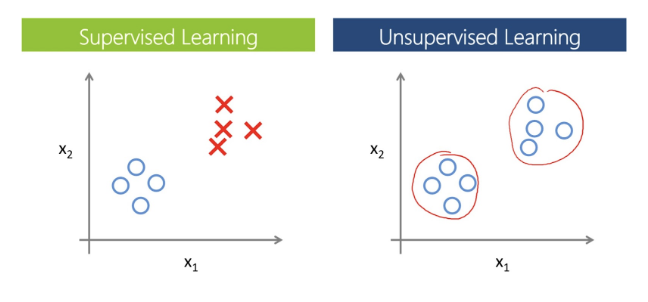 Supervised Learning
Unsupervised Learning
x₂
x₁
x₂
x₁